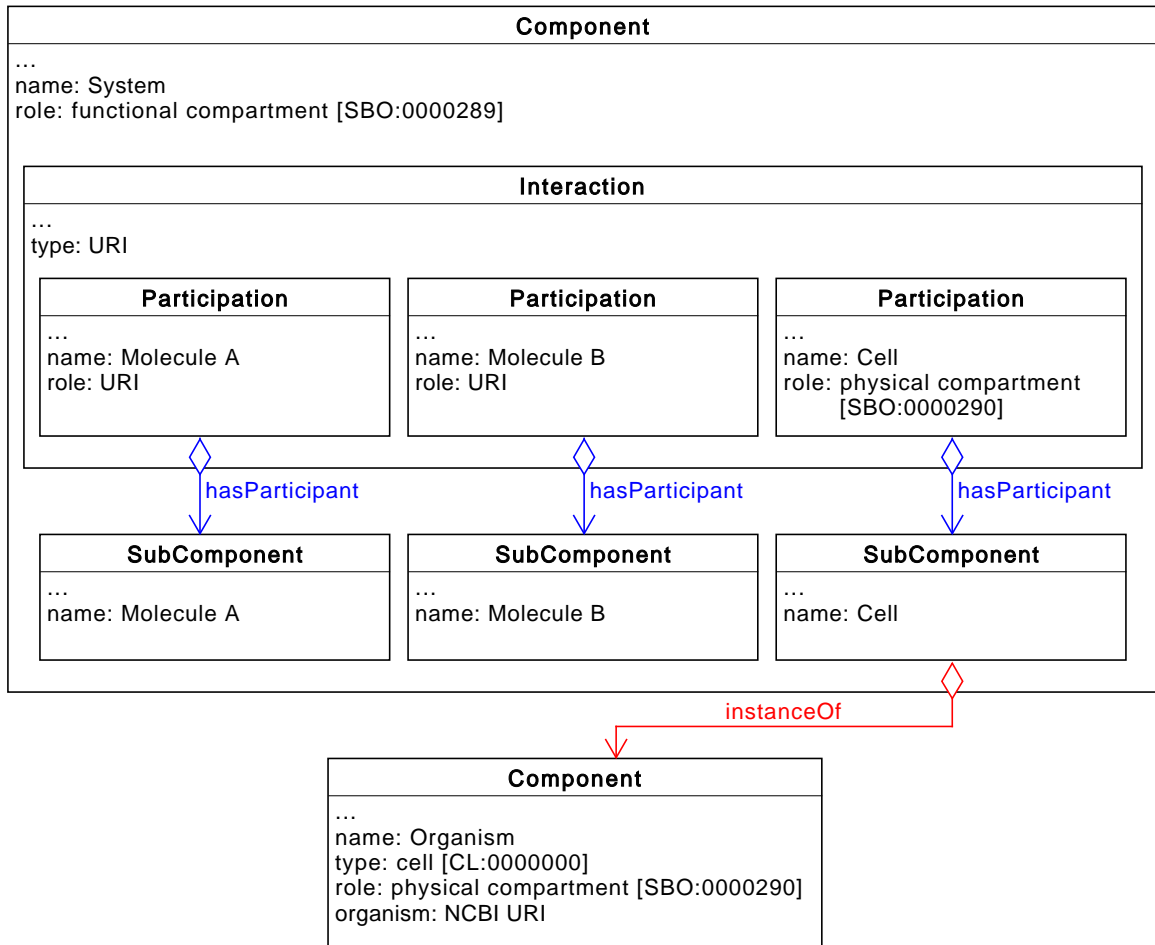 Component
...
name: System
role: functional compartment [SBO:0000289]
Interaction
...
type: URI
Participation
...
name: Molecule A
role: URI
Participation
...
name: Molecule B
role: URI
Participation
...
name: Cell
role: physical compartment
[SBO:0000290]
hasParticipant
hasParticipant
hasParticipant
SubComponent
...
name: Molecule A
SubComponent
...
name: Molecule B
SubComponent
...
name: Cell
instanceOf
Component
...
name: Organism
type: cell [CL:0000000]
role: physical compartment [SBO:0000290]
organism: NCBI URI